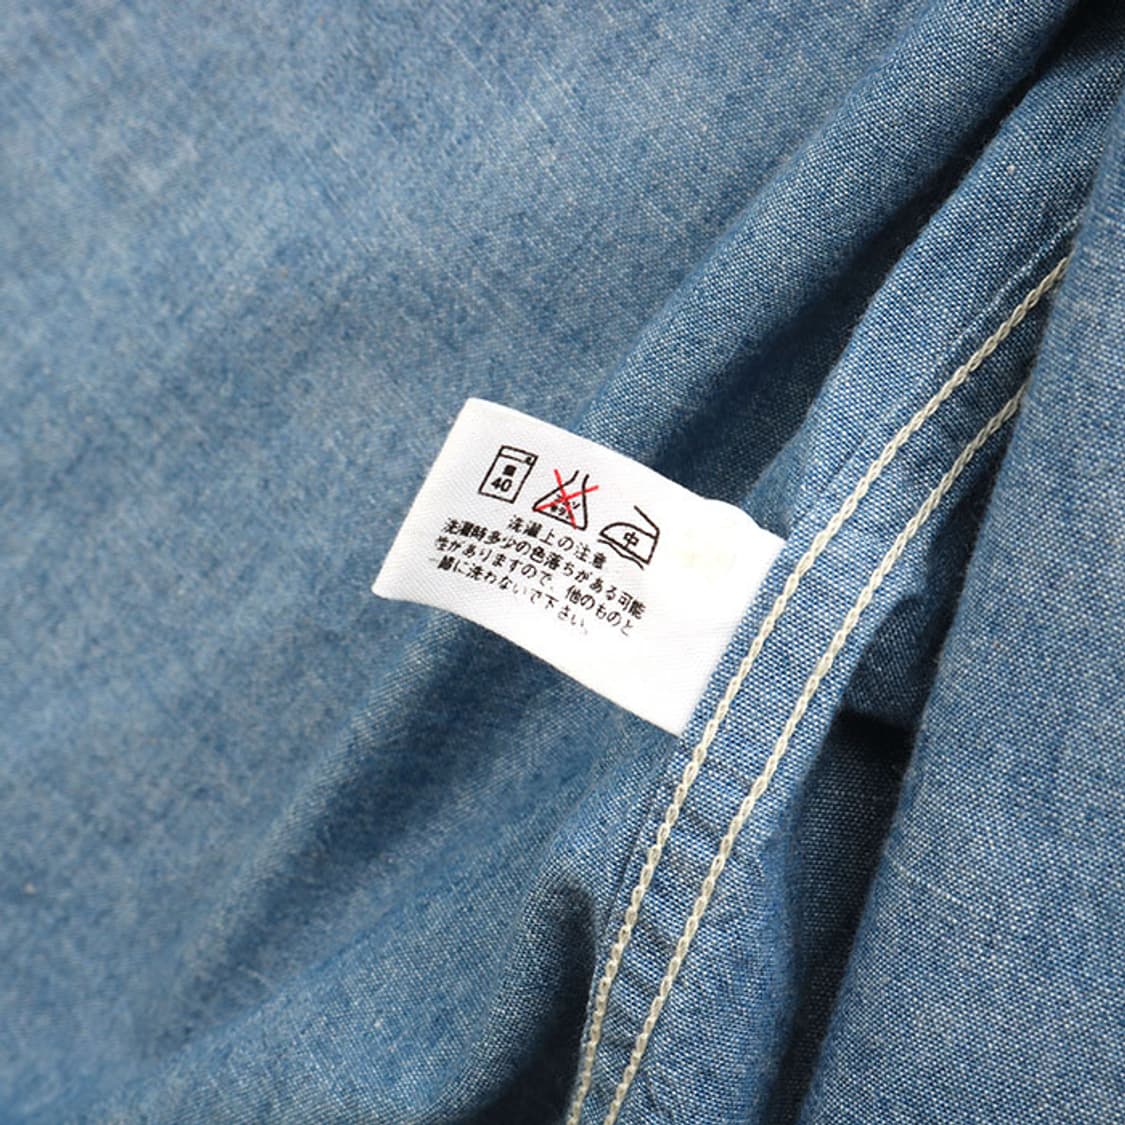 40
中
洗濯上の注意
洗濯時多少の色落ちがある可能
性がありますので、他のものと
一緒に洗わないで下さい。